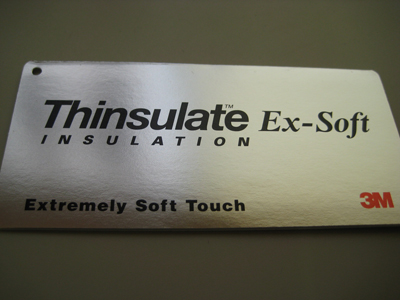 Thinsulate™ Ex-Soft
INSULATION
Extremely Soft Touch
3M